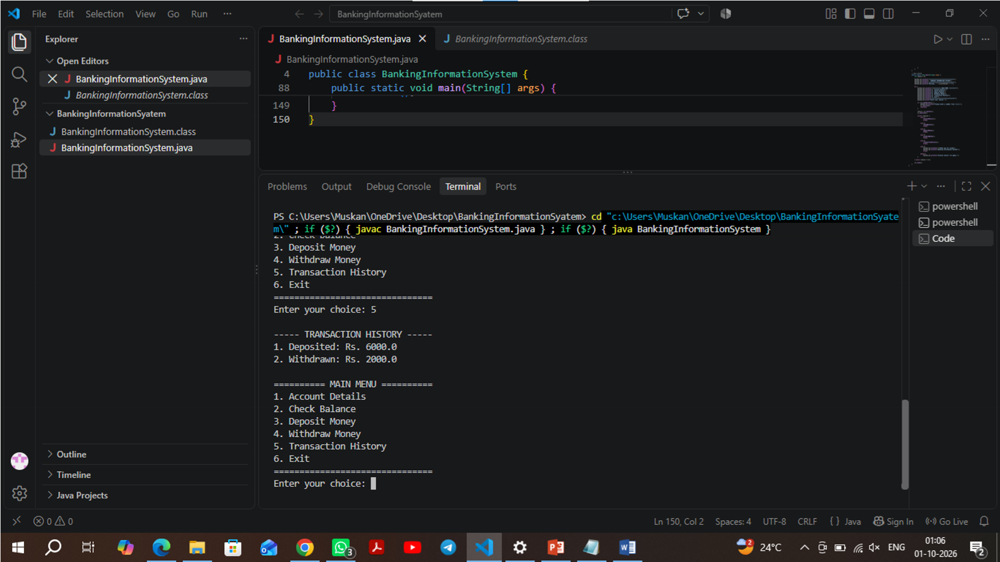 File Edit Selection View Go Run ···
BankingInformationSyatem
Explorer
Open Editors
BankingInformationSystem.java
BankingInformationSystem.class
BankingInformationSyatem
BankingInformationSystem.class
BankingInformationSystem.java
Outline
Timeline
Java Projects
BankingInformationSystem.java BankingInformationSystem.class
BankingInformationSystem.java
4 public class BankingInformationSystem {
88 public static void main(String[] args) {
149 }
150 }
Problems Output Debug Console Terminal Ports
PS C:\Users\Muskan\OneDrive\Desktop\BankingInformationSyatem> cd "c:\Users\Muskan\OneDrive\Desktop\BankingInformationSyate
m\" ; if ($?) { javac BankingInformationSystem.java } ; if ($?) { java BankingInformationSystem }
2. Check Balance
3. Deposit Money
4. Withdraw Money
5. Transaction History
6. Exit
===============================
Enter your choice: 5
----- TRANSACTION HISTORY -----
1. Deposited: Rs. 6000.0
2. Withdrawn: Rs. 2000.0
========== MAIN MENU ==========
1. Account Details
2. Check Balance
3. Deposit Money
4. Withdraw Money
5. Transaction History
6. Exit
===============================
Enter your choice:
powershell
powershell
Code
0 0
Ln 150, Col 2 Spaces: 4 UTF-8 CRLF { } Java Sign In Go Live
3
2 24°C ENG
01:06
01-10-2026
2